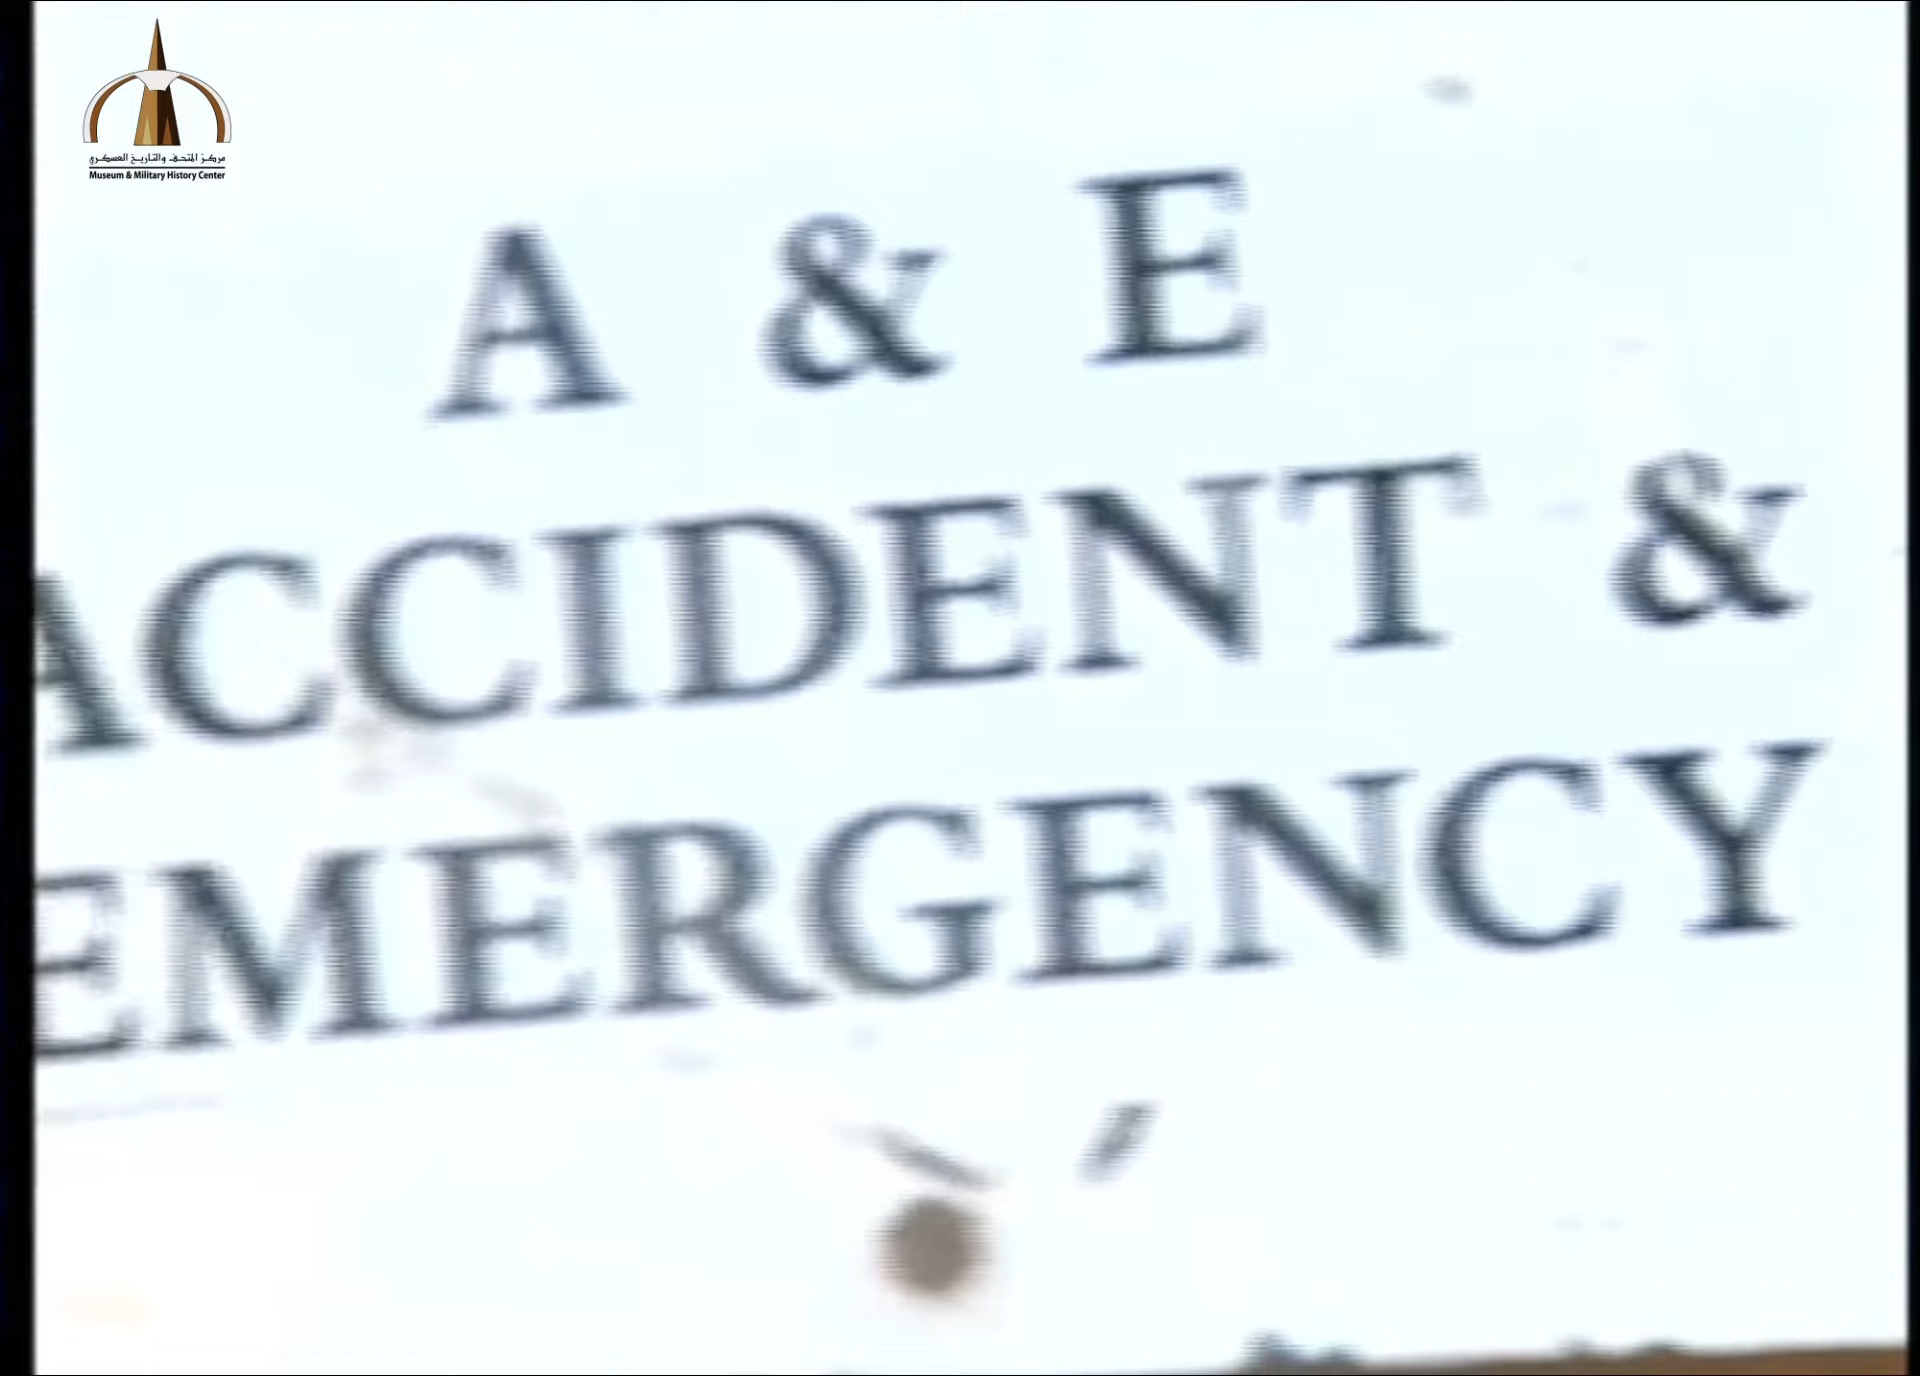 مركز المتحف والتاريخ العسكري
Museum & Military History Center
A & E
ACCIDENT &
EMERGENCY